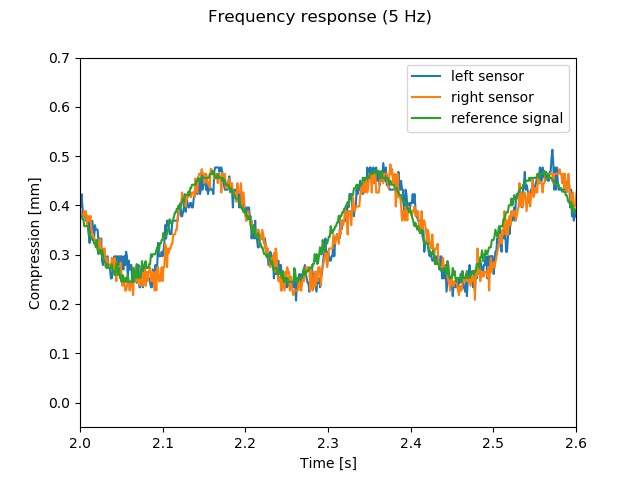 Frequency response (5 Hz)
left sensor
right sensor
reference signal
0.7
0.6
0.5
0.4
0.3
0.2
0.1
0.0
Compression [mm]
2.0 2.1 2.2 2.3 2.4 2.5 2.6
Time [s]